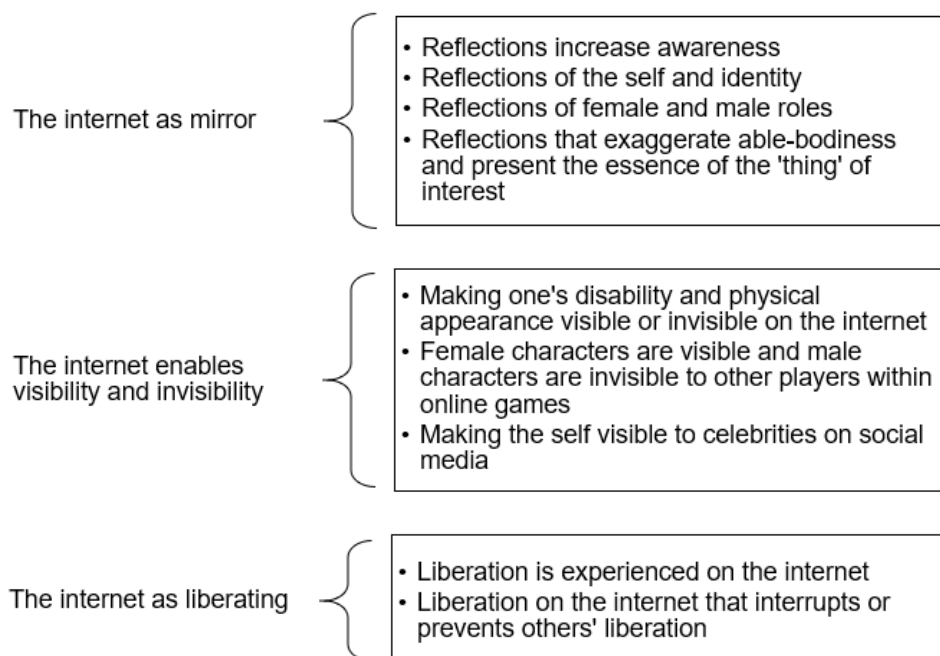 The internet as mirror
• Reflections increase awareness
• Reflections of the self and identity
• Reflections of female and male roles
• Reflections that exaggerate able-bodiness
and present the essence of the 'thing' of
interest
The internet enables
visibility and invisibility
• Making one's disability and physical
appearance visible or invisible on the internet
• Female characters are visible and male
characters are invisible to other players within
online games
• Making the self visible to celebrities on social
media
The internet as liberating
• Liberation is experienced on the internet
• Liberation on the internet that interrupts or
prevents others' liberation